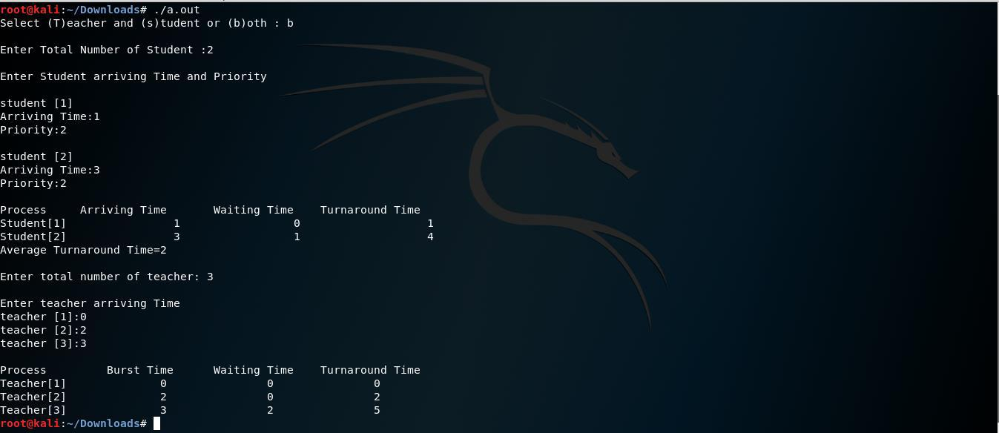 root@kali:~/Downloads# ./a.out
Select (T)eacher and (s)tudent or (b)oth : b
Enter Total Number of Student :2
Enter Student arriving Time and Priority
student [1]
Arriving Time:1
Priority:2
student [2]
Arriving Time:3
Priority:2
Process     Arriving Time       Waiting Time    Turnaround Time
Student[1]                1                 0                   1
Student[2]                3                 1                   4
Average Turnaround Time=2
Enter total number of teacher: 3
Enter teacher arriving Time
teacher [1]:0
teacher [2]:2
teacher [3]:3
Process         Burst Time      Waiting Time    Turnaround Time
Teacher[1]              0               0               0
Teacher[2]              2               0               2
Teacher[3]              3               2               5
root@kali:~/Downloads#